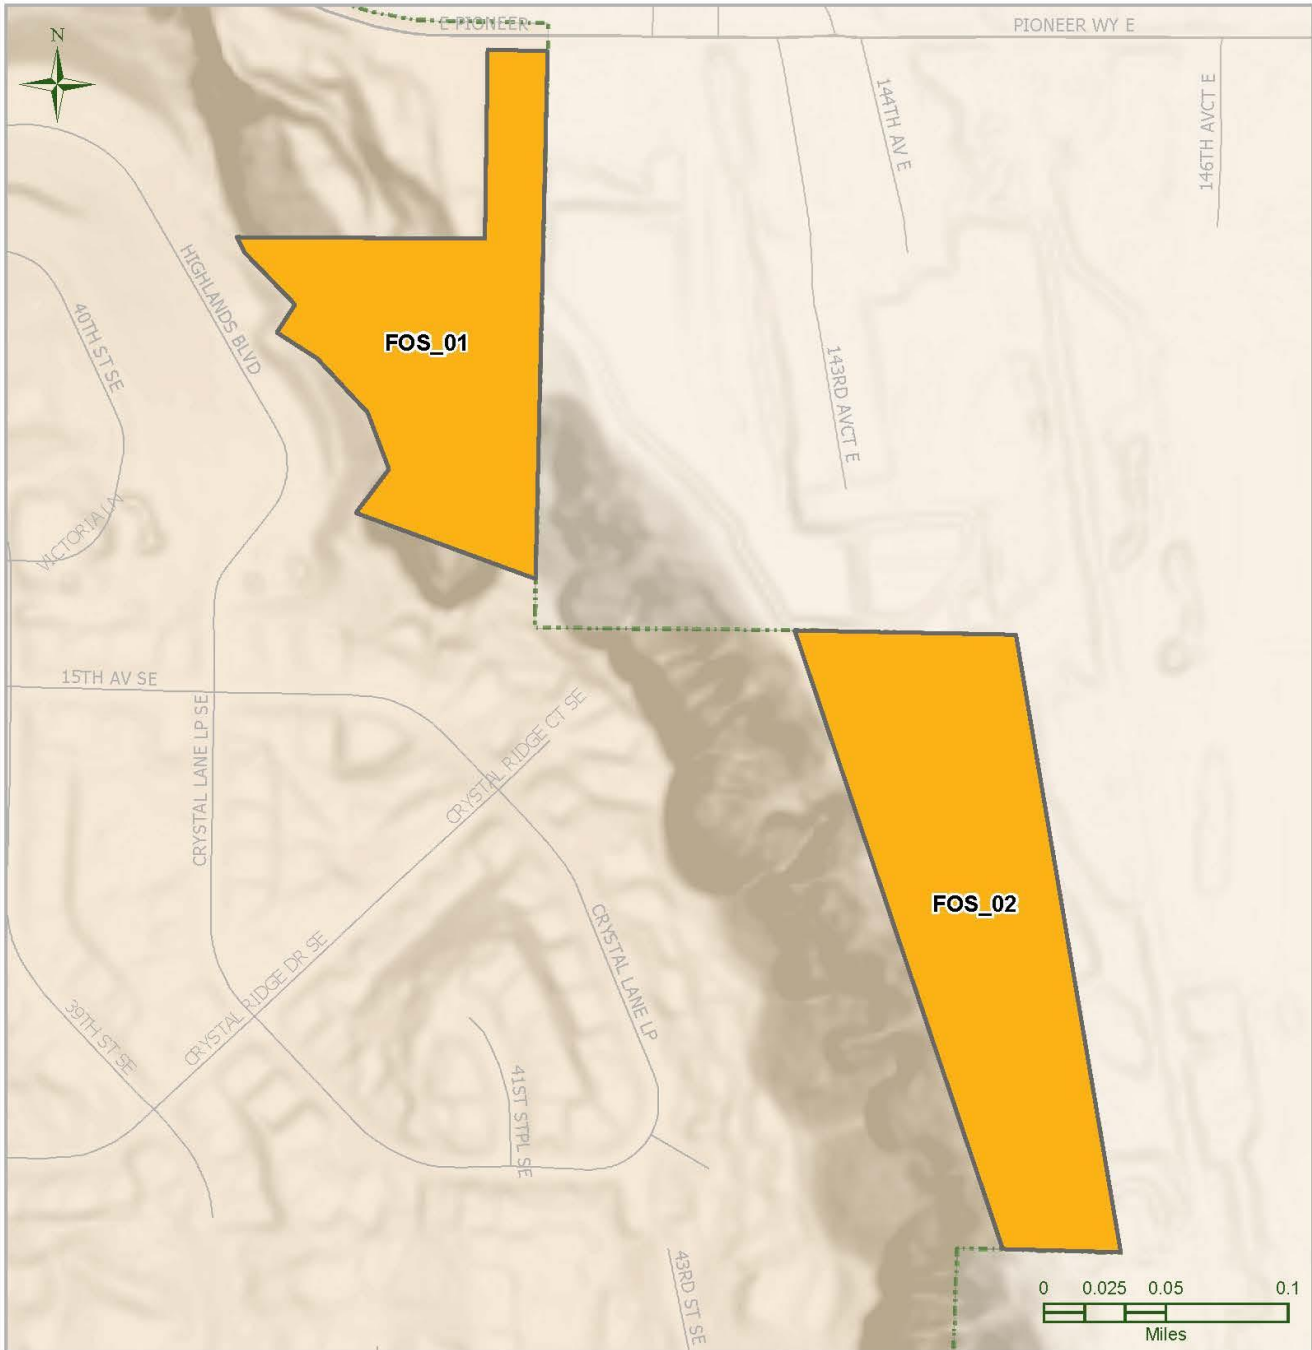 N
E PIONEER
PIONEER WY E
144TH AV E
146TH AVCT E
HIGHLANDS BLVD
40TH ST SE
FOS_01
143RD AVCT E
VICTORIA LN
15TH AV SE
CRYSTAL LANE LP SE
CRYSTAL RIDGE CT SE
FOS_02
CRYSTAL LANE LP
CRYSTAL RIDGE DR SE
39TH ST SE
41ST STPL SE
43RD ST SE
0 0.025 0.05 0.1
Miles